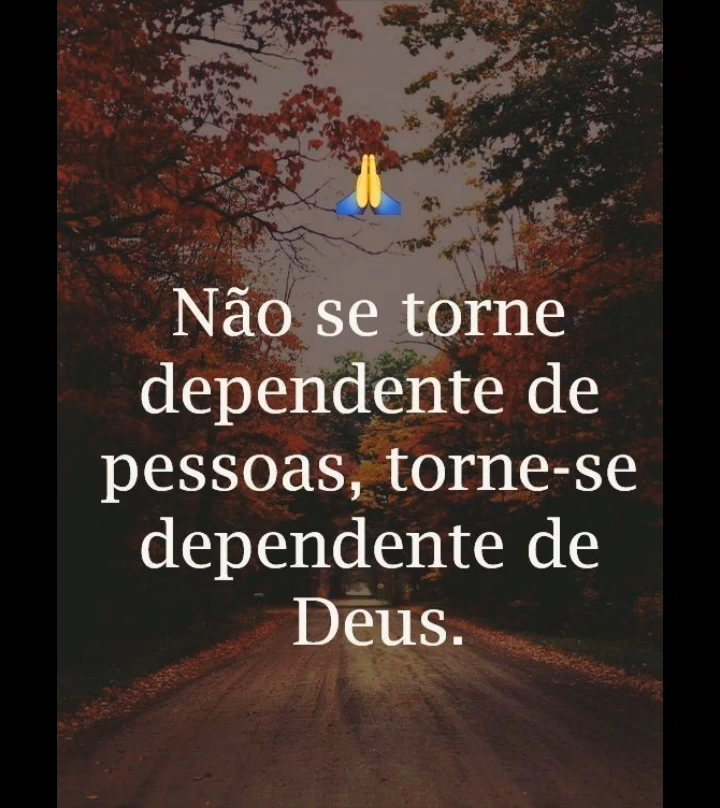 🙏
Não se torne
dependente de
pessoas, torne-se
dependente de
Deus.